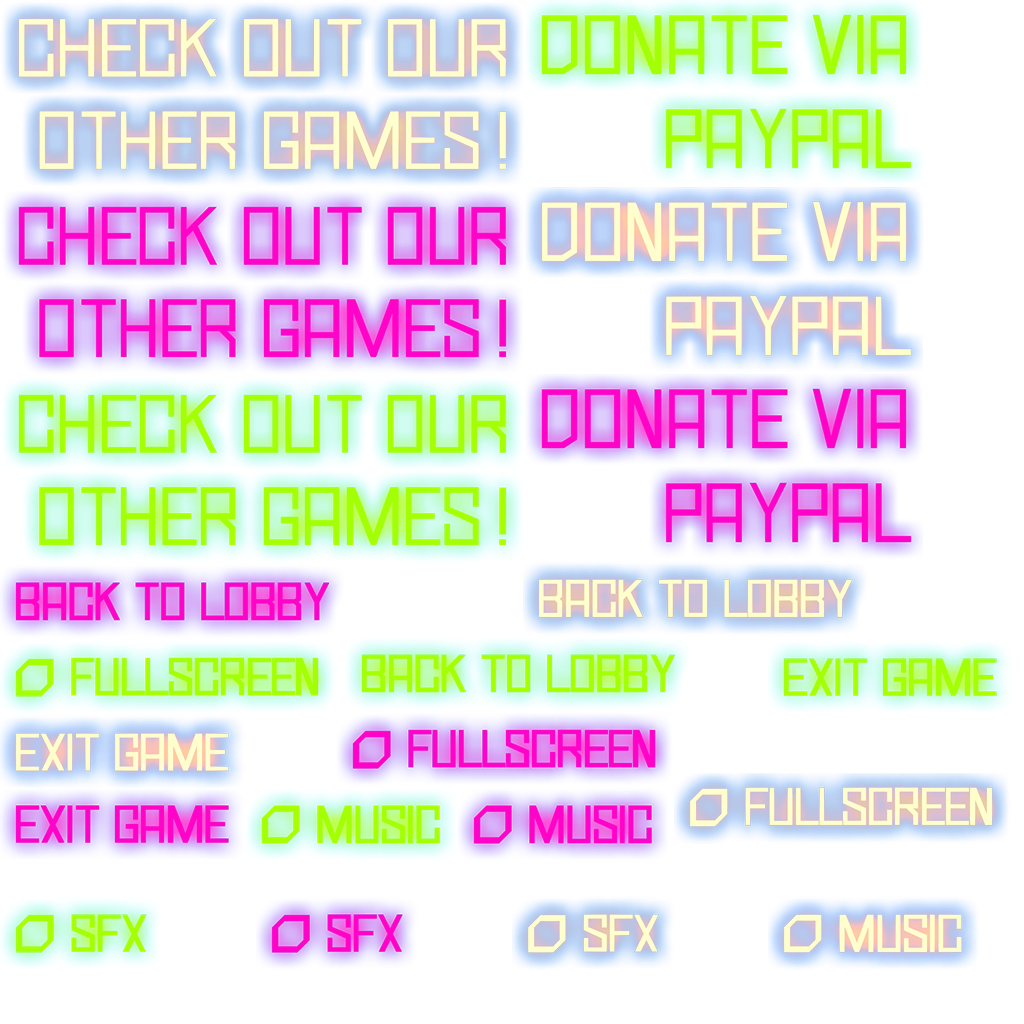 CHECK OUT OUR
OTHER GAMES!
DONATE VIA
PAYPAL
CHECK OUT OUR
OTHER GAMES!
DONATE VIA
PAYPAL
CHECK OUT OUR
OTHER GAMES!
DONATE VIA
PAYPAL
BACK TO LOBBY
BACK TO LOBBY
FULLSCREEN
BACK TO LOBBY
EXIT GAME
EXIT GAME
FULLSCREEN
FULLSCREEN
EXIT GAME
MUSIC
MUSIC
SFX
SFX
SFX
MUSIC